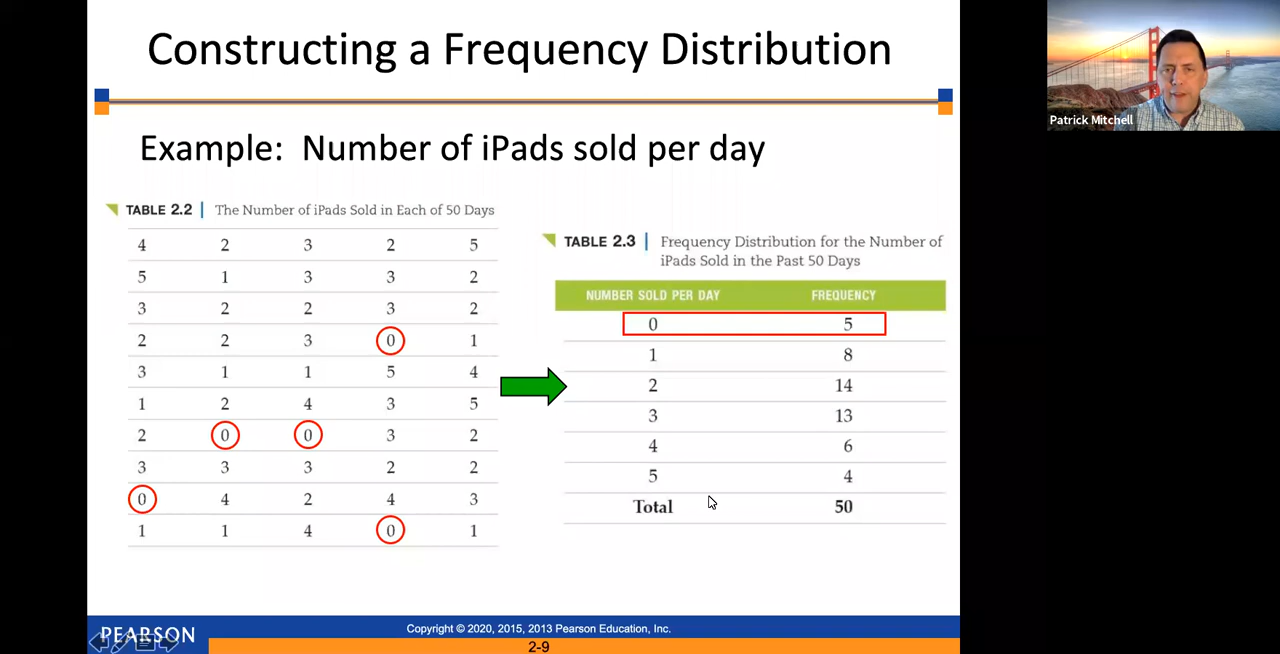 Constructing a Frequency Distribution
Patrick Mitchell
Example: Number of iPads sold per day
TABLE 2.2 | The Number of iPads Sold in Each of 50 Days
4 2 3 2 5
5 1 3 3 2
3 2 2 3 2
2 2 3 0 1
3 1 1 5 4
1 2 4 3 5
2 0 0 3 2
3 3 3 2 2
0 4 2 4 3
1 1 4 0 1
TABLE 2.3 | Frequency Distribution for the Number of
iPads Sold in the Past 50 Days
NUMBER SOLD PER DAY FREQUENCY
0 5
1 8
2 14
3 13
4 6
5 4
Total 50
PEARSON
Copyright © 2020, 2015, 2013 Pearson Education, Inc.
2-9